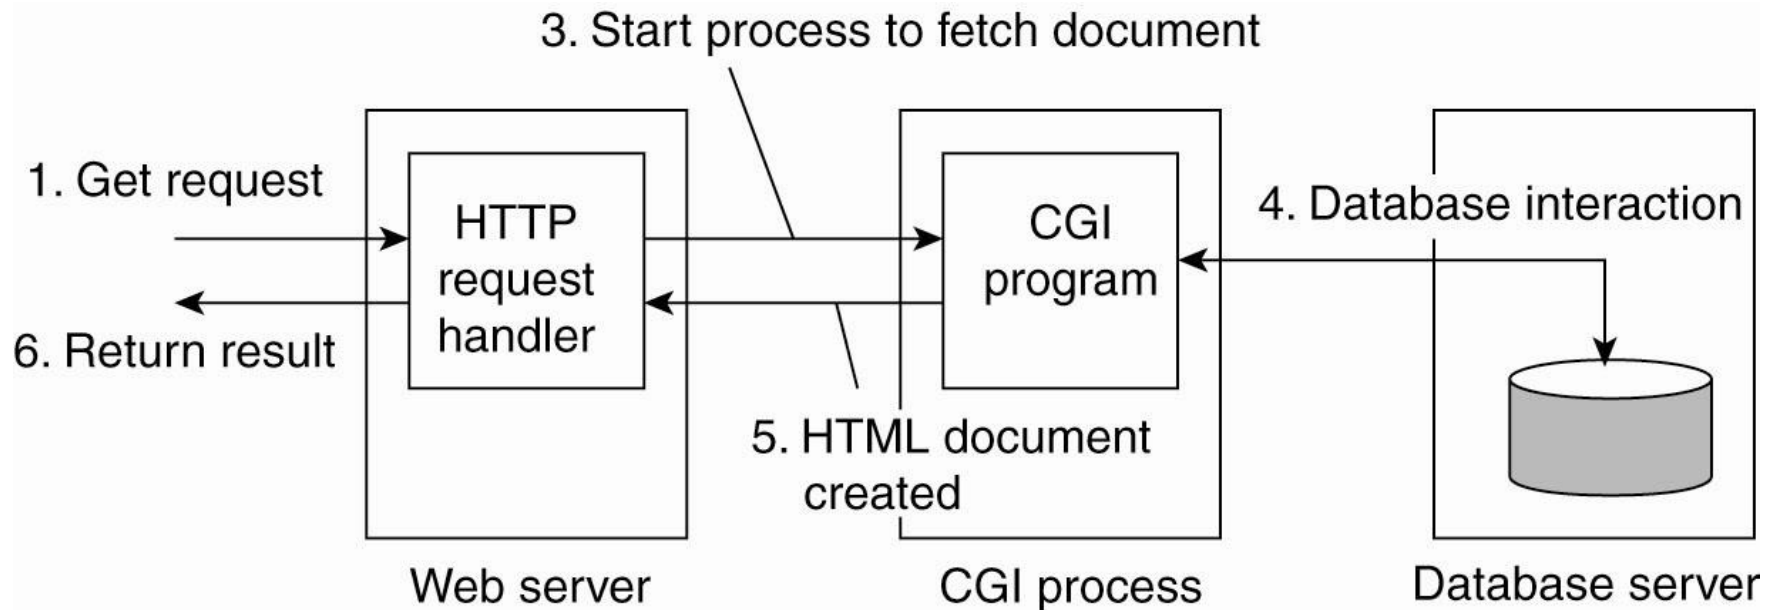 3. Start process to fetch document
1. Get request
HTTP
request
handler
CGI
program
4. Database interaction
6. Return result
5. HTML document
created
Web server
CGI process
Database server